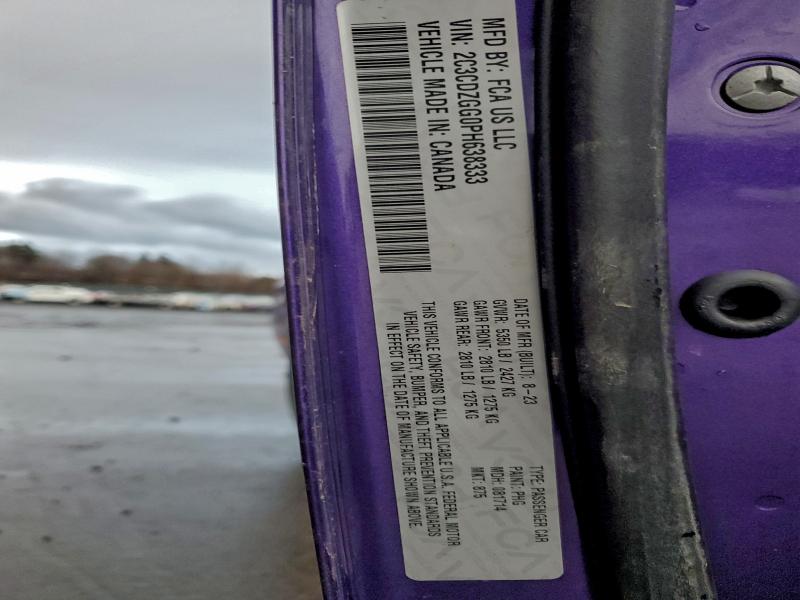 MFD BY: FCA US LLC
VIN: 2C3CDZGG0PH638333
VEHICLE MADE IN: CANADA
DATE OF MFR (BUILT): 8-23
GVWR: 5350 LB / 2427 KG
GAWR FRONT: 2810 LB / 1275 KG
GAWR REAR: 2810 LB / 1275 KG
THIS VEHICLE CONFORMS TO ALL APPLICABLE U.S.A. FEDERAL MOTOR
VEHICLE SAFETY, BUMPER, AND THEFT PREVENTION STANDARDS
IN EFFECT ON THE DATE OF MANUFACTURE SHOWN ABOVE.
TYPE: PASSENGER CAR
PAINT: PHG
MDH: 081714
MKT: 875